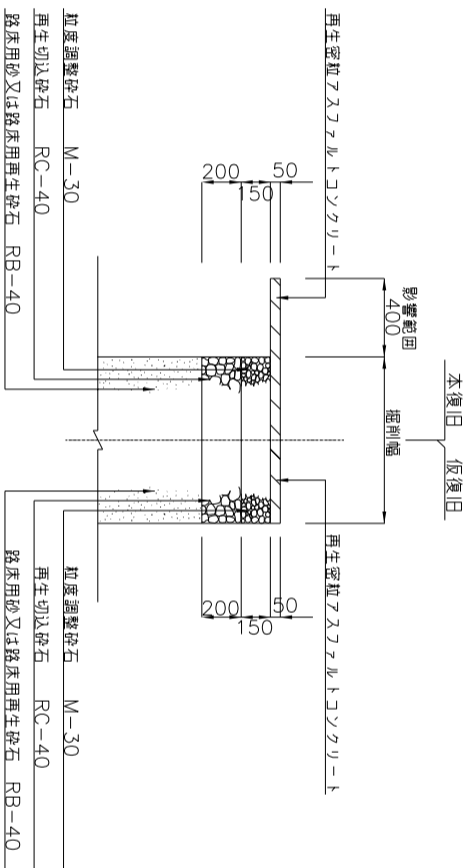 本復旧 仮復旧
影響範囲
400
掘削幅
再生密粒アスファルトコンクリート
再生密粒アスファルトコンクリート
50
150
200
50
150
200
粒度調整砕石 M-30
再生切込砕石 RC-40
路床用砂又は路床用再生砕石 RB-40
粒度調整砕石 M-30
再生切込砕石 RC-40
路床用砂又は路床用再生砕石 RB-40